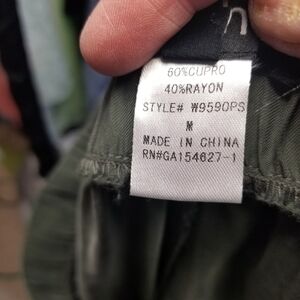 n
60%CUPRO
40%RAYON
STYLE# W9590PS
M
MADE IN CHINA
RN#GA154627-1